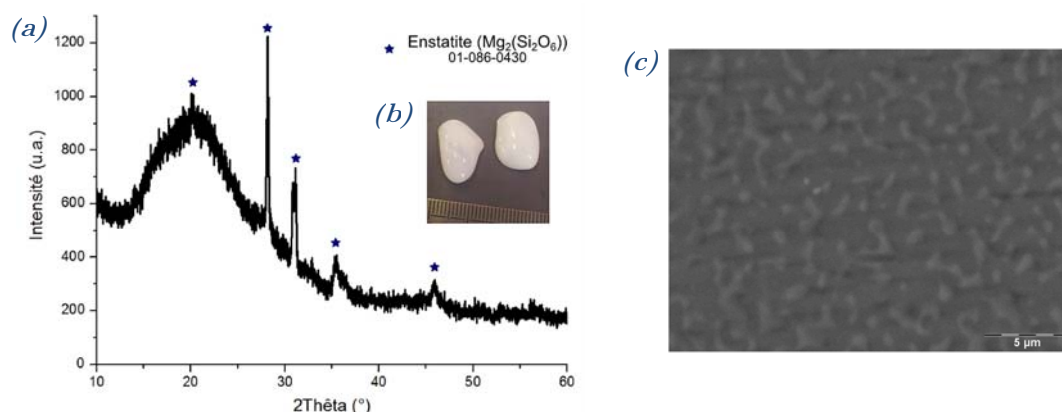 (a)
1200
1000
800
600
400
200
0
Intensité (u.a.)
10 20 30 40 50 60
2Thêta (°)
Enstatite (Mg₂(Si₂O₆))
01-086-0430
(b)
(c)
5 µm